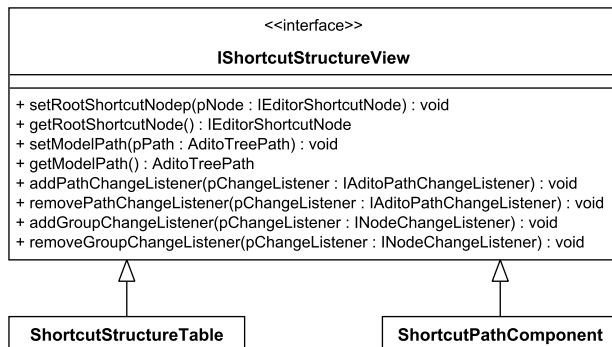 <<interface>>
IShortcutStructureView
+ setRootShortcutNodep(pNode : IEditorShortcutNode) : void
+ getRootShortcutNode() : IEditorShortcutNode
+ setModelPath(pPath : AditoTreePath) : void
+ getModelPath() : AditoTreePath
+ addPathChangeListener(pChangeListener : IAditoPathChangeListener) : void
+ removePathChangeListener(pChangeListener : IAditoPathChangeListener) : void
+ addGroupChangeListener(pChangeListener : INodeChangeListener) : void
+ removeGroupChangeListener(pChangeListener : INodeChangeListener) : void
ShortcutStructureTable
ShortcutPathComponent